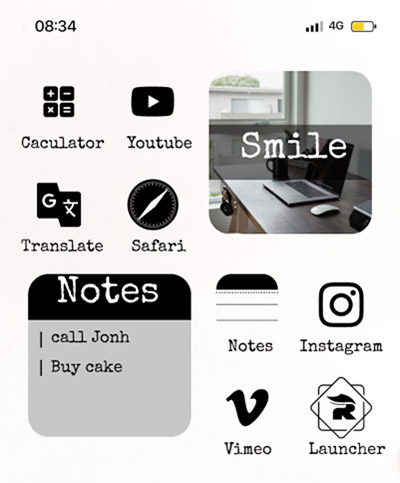 08:34
4G
Caculator
Youtube
Smile
G 文
Translate
Safari
Notes
call Jonh
Buy cake
Notes
Instagram
Vimeo
Launcher